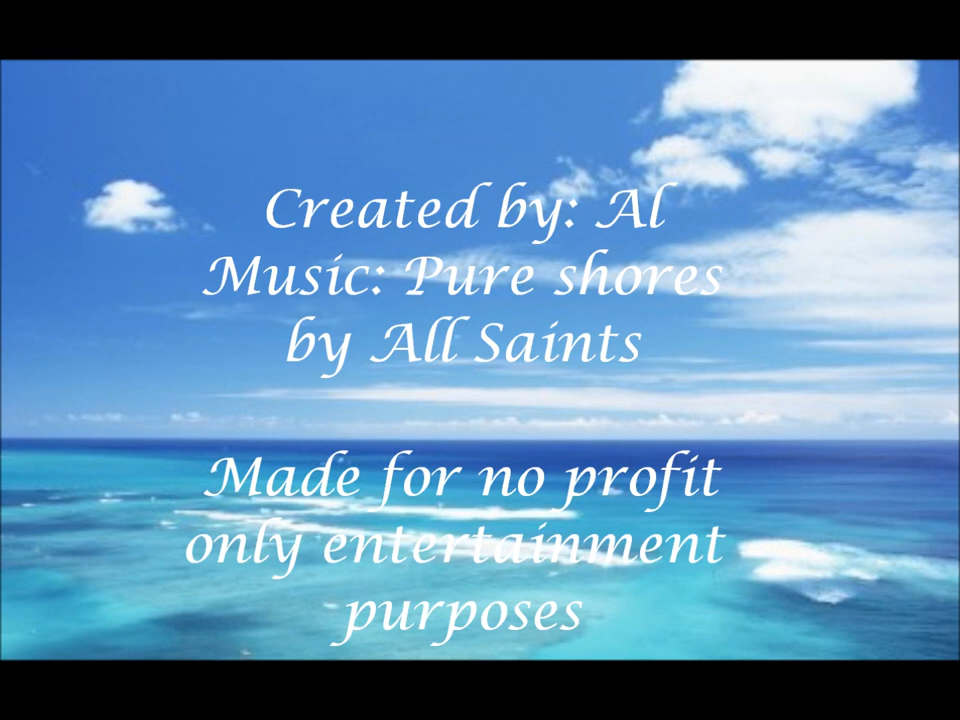 Created by: Al
Music: Pure shores
by All Saints
Made for no profit
only entertainment
purposes